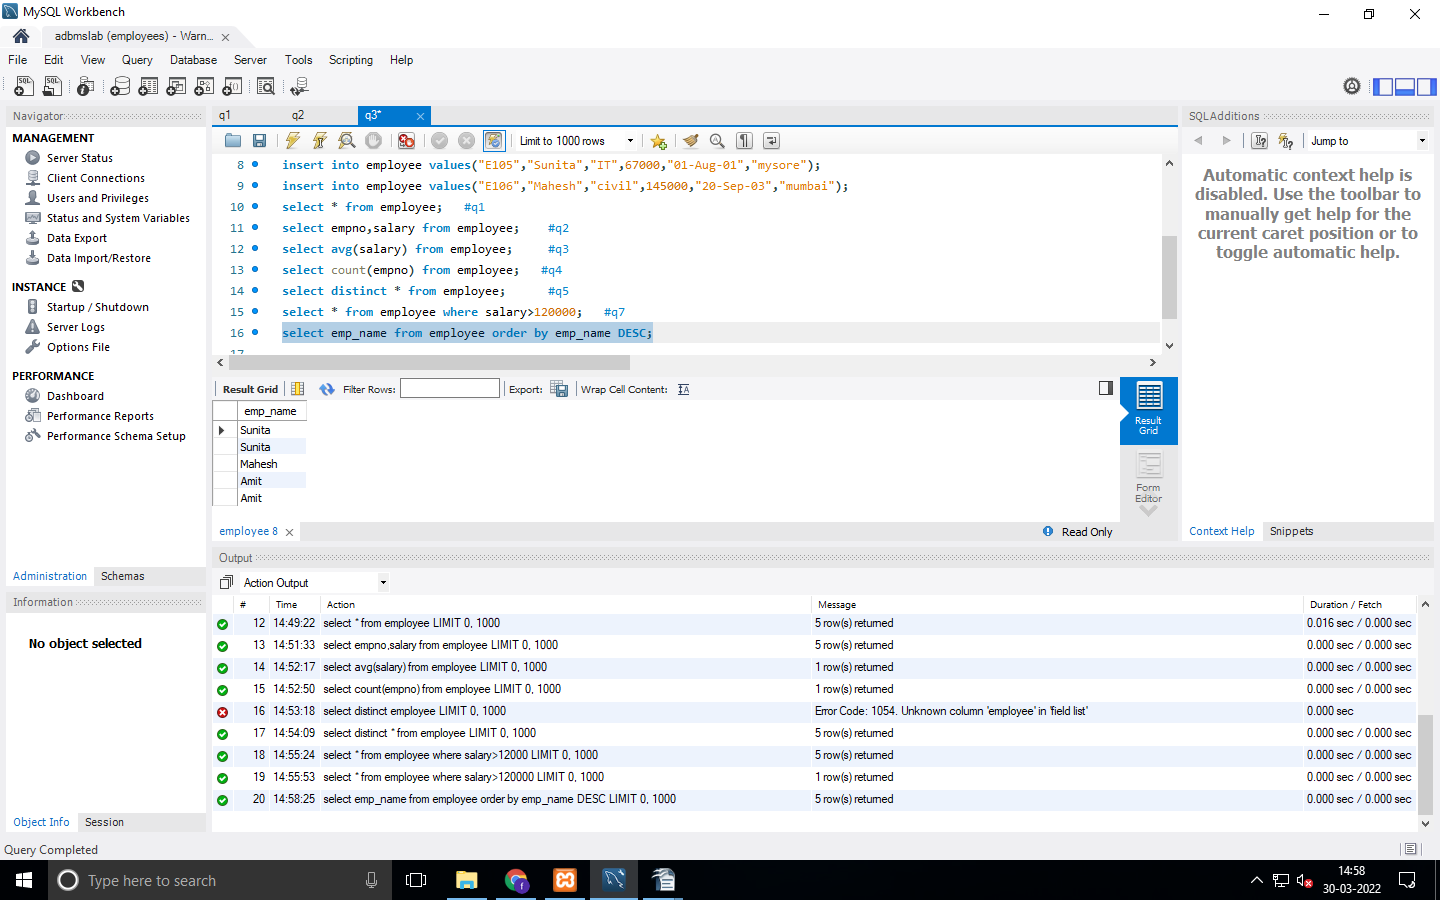 MySQL Workbench
adbmslab (employees) - Warn...
File Edit View Query Database Server Tools Scripting Help
Navigator
MANAGEMENT
Server Status
Client Connections
Users and Privileges
Status and System Variables
Data Export
Data Import/Restore
INSTANCE
Startup / Shutdown
Server Logs
Options File
PERFORMANCE
Dashboard
Performance Reports
Performance Schema Setup
Administration Schemas
Information
No object selected
Object Info Session
q1 q2 q3*
Limit to 1000 rows
8 insert into employee values("E105","Sunita","IT",67000,"01-Aug-01","mysore");
9 insert into employee values("E106","Mahesh","civil",145000,"20-Sep-03","mumbai");
10 select * from employee; #q1
11 select empno,salary from employee; #q2
12 select avg(salary) from employee; #q3
13 select count(empno) from employee; #q4
14 select distinct * from employee; #q5
15 select * from employee where salary>120000; #q7
16 select emp_name from employee order by emp_name DESC;
17
Result Grid Filter Rows: Export: Wrap Cell Content:
emp_name
Sunita
Sunita
Mahesh
Amit
Amit
Result
Grid
Form
Editor
employee 8 Read Only
SQLAdditions
Jump to
Automatic context help is
disabled. Use the toolbar to
manually get help for the
current caret position or to
toggle automatic help.
Context Help Snippets
Output
Action Output
# Time Action Message Duration / Fetch
12 14:49:22 select * from employee LIMIT 0, 1000 5 row(s) returned 0.016 sec / 0.000 sec
13 14:51:33 select empno,salary from employee LIMIT 0, 1000 5 row(s) returned 0.000 sec / 0.000 sec
14 14:52:17 select avg(salary) from employee LIMIT 0, 1000 1 row(s) returned 0.000 sec / 0.000 sec
15 14:52:50 select count(empno) from employee LIMIT 0, 1000 1 row(s) returned 0.000 sec / 0.000 sec
16 14:53:18 select distinct employee LIMIT 0, 1000 Error Code: 1054. Unknown column 'employee' in 'field list' 0.000 sec
17 14:54:09 select distinct * from employee LIMIT 0, 1000 5 row(s) returned 0.000 sec / 0.000 sec
18 14:55:24 select * from employee where salary>12000 LIMIT 0, 1000 5 row(s) returned 0.000 sec / 0.000 sec
19 14:55:53 select * from employee where salary>120000 LIMIT 0, 1000 1 row(s) returned 0.000 sec / 0.000 sec
20 14:58:25 select emp_name from employee order by emp_name DESC LIMIT 0, 1000 5 row(s) returned 0.000 sec / 0.000 sec
Query Completed
Type here to search
14:58
30-03-2022